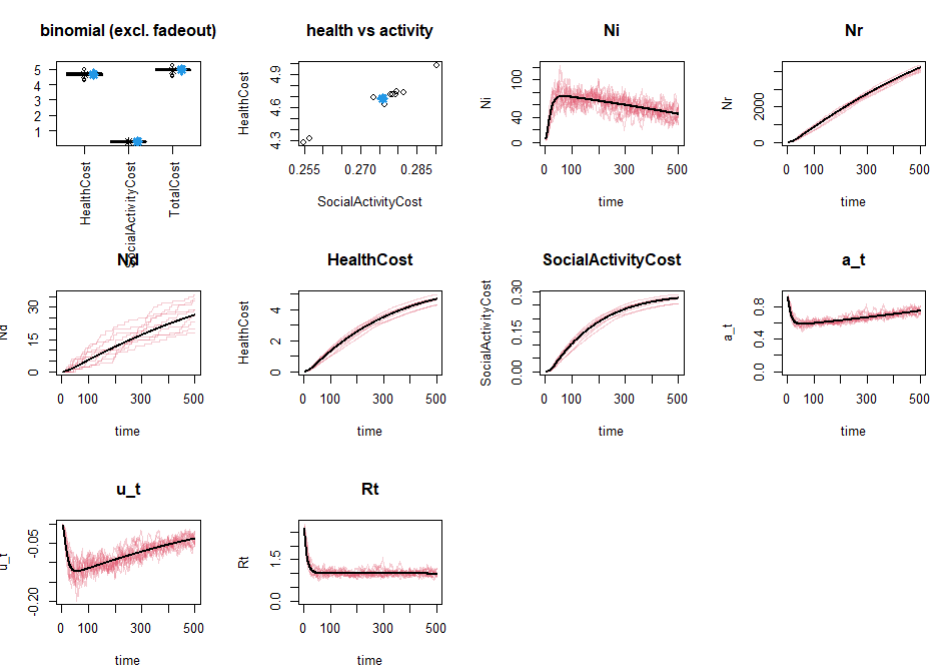 binomial (excl. fadeout)
5
4
3
2
1
HealthCost
SocialActivityCost
TotalCost
health vs activity
HealthCost
4.9
4.6
4.3
0.255 0.270 0.285
SocialActivityCost
Ni
Ni
100
40
0
0 100 300 500
time
Nr
Nr
2000
0
0 100 300 500
time
Nd
Nd
30
15
0
0 100 300 500
time
HealthCost
HealthCost
4
2
0
0 100 300 500
time
SocialActivityCost
SocialActivityCost
0.30
0.15
0.00
0 100 300 500
time
a_t
a_t
0.8
0.4
0.0
0 100 300 500
time
u_t
u_t
-0.05
-0.20
0 100 300 500
time
Rt
Rt
1.5
0.0
0 100 300 500
time